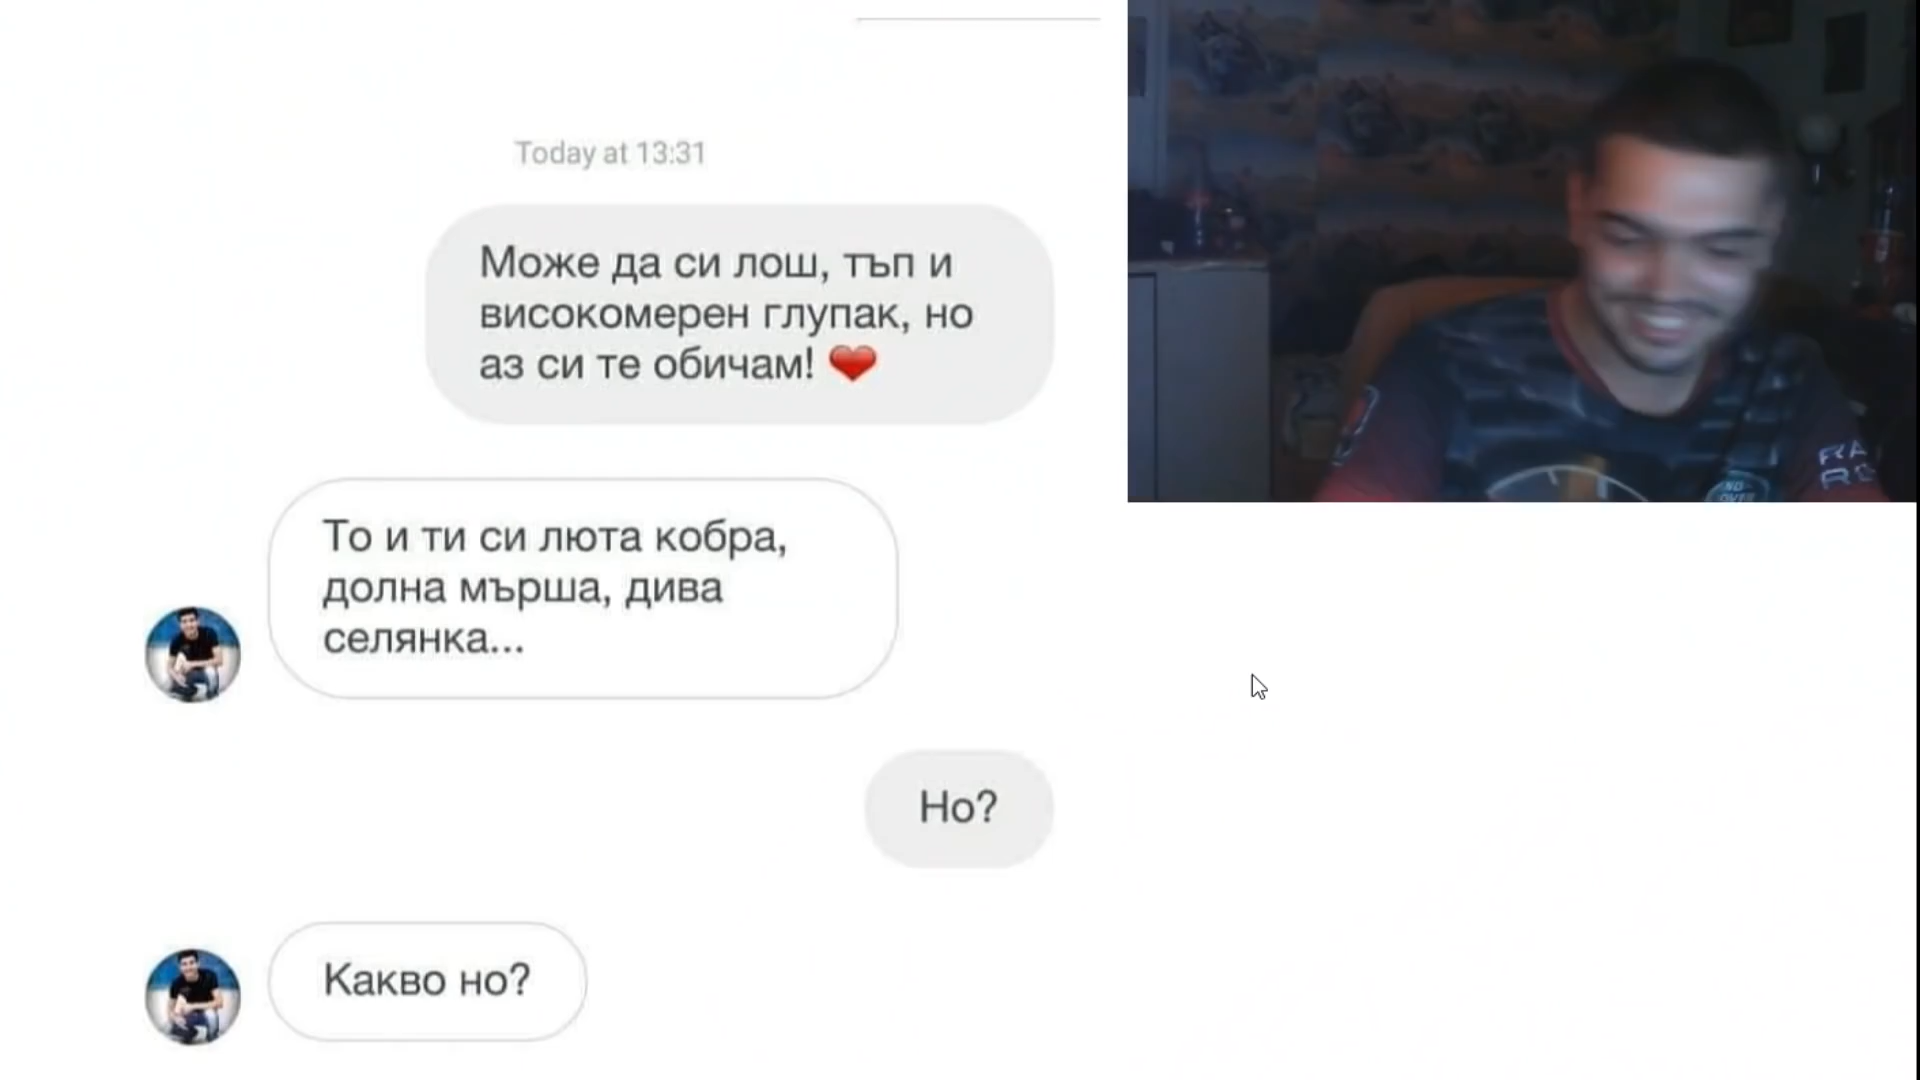 Today at 13:31
Може да си лош, тъп и
високомерен глупак, но
аз си те обичам! ❤
То и ти си люта кобра,
долна мърша, дива
селянка...
Но?
Какво но?